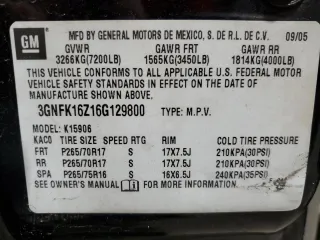 GM
MFD BY GENERAL MOTORS DE MEXICO, S. DE R.L. DE C.V. 09/05
GVWR GAWR FRT GAWR RR
3266KG(7200LB) 1565KG(3450LB) 1814KG(4000LB)
THIS VEHICLE CONFORMS TO ALL APPLICABLE U.S. FEDERAL MOTOR
VEHICLE SAFETY STANDARDS IN EFFECT ON THE DATE OF
MANUFACTURE SHOWN ABOVE.
3GNFK16Z16G129800 TYPE: M.P.V.
MODEL: K15906
KACO TIRE SIZE SPEED RTG RIM COLD TIRE PRESSURE
FRT P265/70R17 S 17X7.5J 210KPA(30PSI)
RR P265/70R17 S 17X7.5J 210KPA(30PSI)
SPA P265/75R16 S 16X6.5J 240KPA(35PSI)
SEE OWNER'S MANUAL FOR